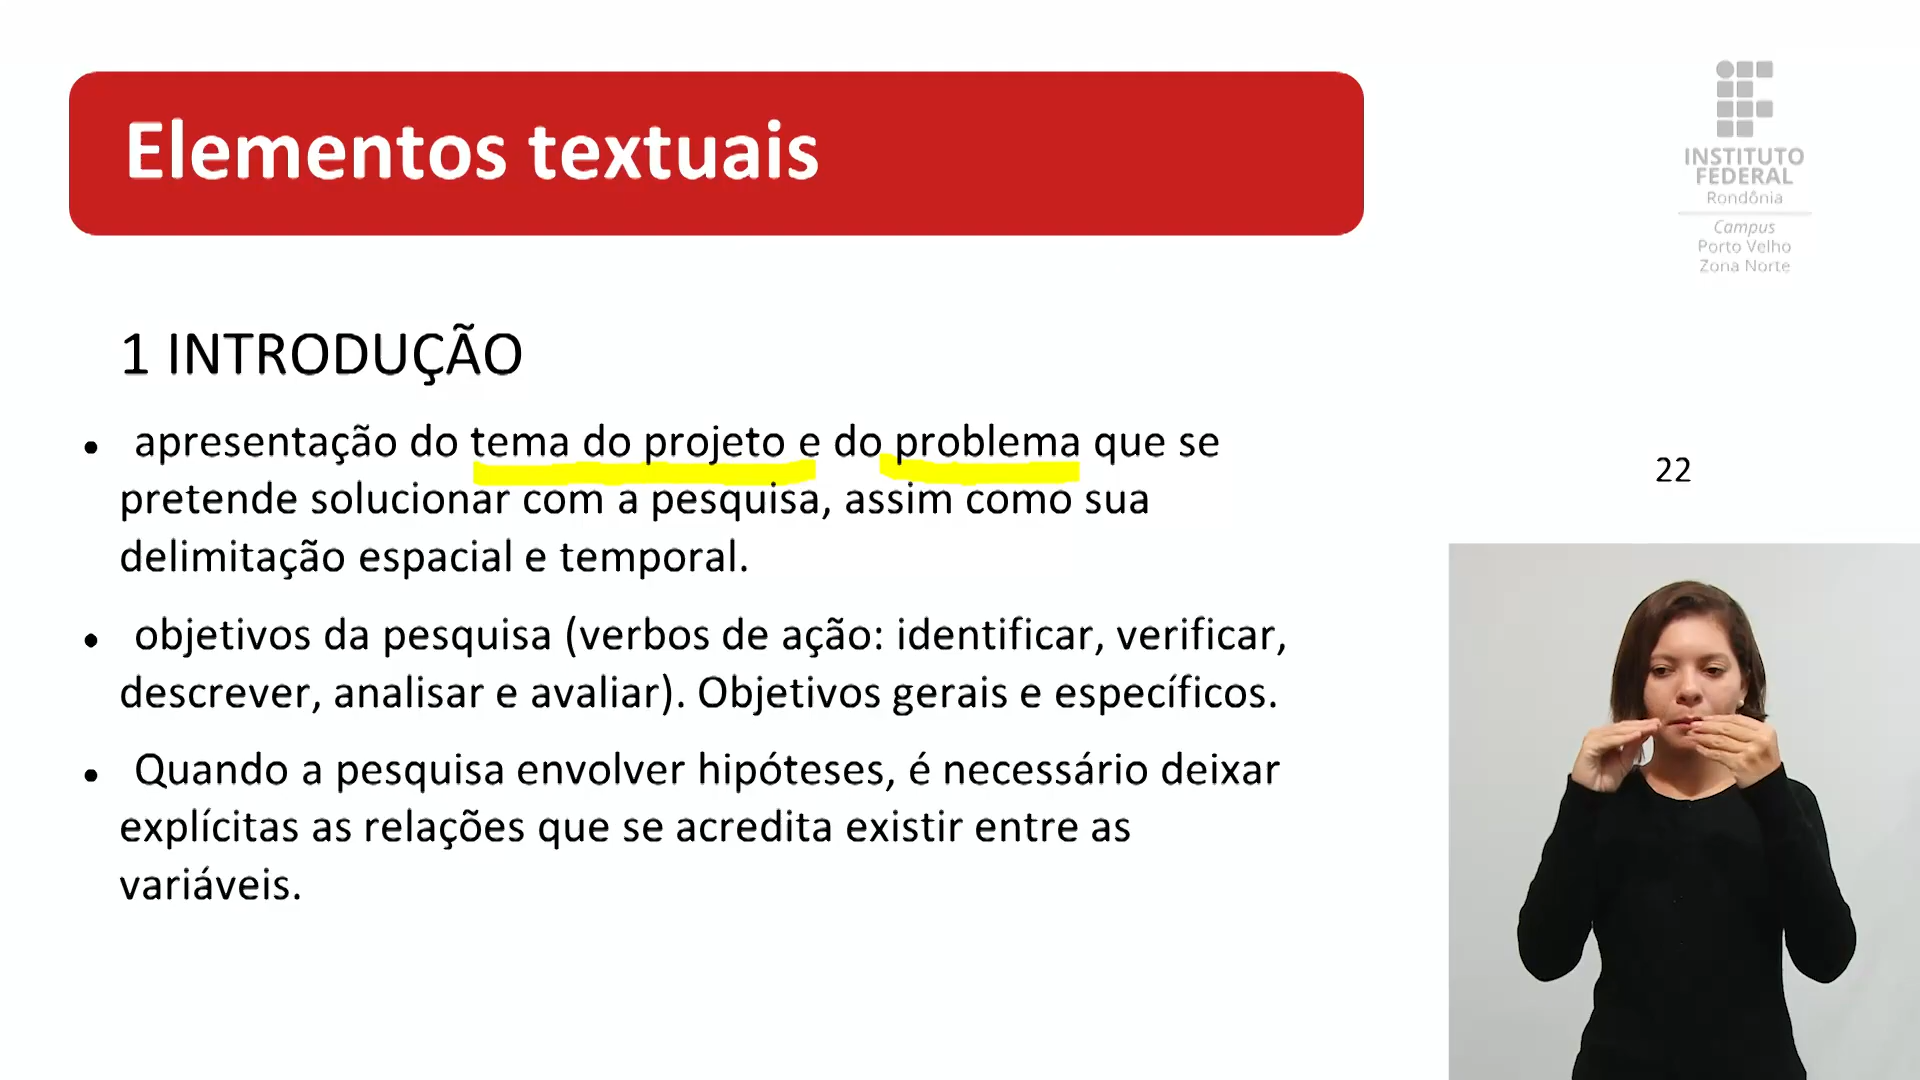 Elementos textuais
INSTITUTO
FEDERAL
Rondônia
Campus
Porto Velho
Zona Norte
1 INTRODUÇÃO
• apresentação do tema do projeto e do problema que se
pretende solucionar com a pesquisa, assim como sua
delimitação espacial e temporal.
• objetivos da pesquisa (verbos de ação: identificar, verificar,
descrever, analisar e avaliar). Objetivos gerais e específicos.
• Quando a pesquisa envolver hipóteses, é necessário deixar
explícitas as relações que se acredita existir entre as
variáveis.
22